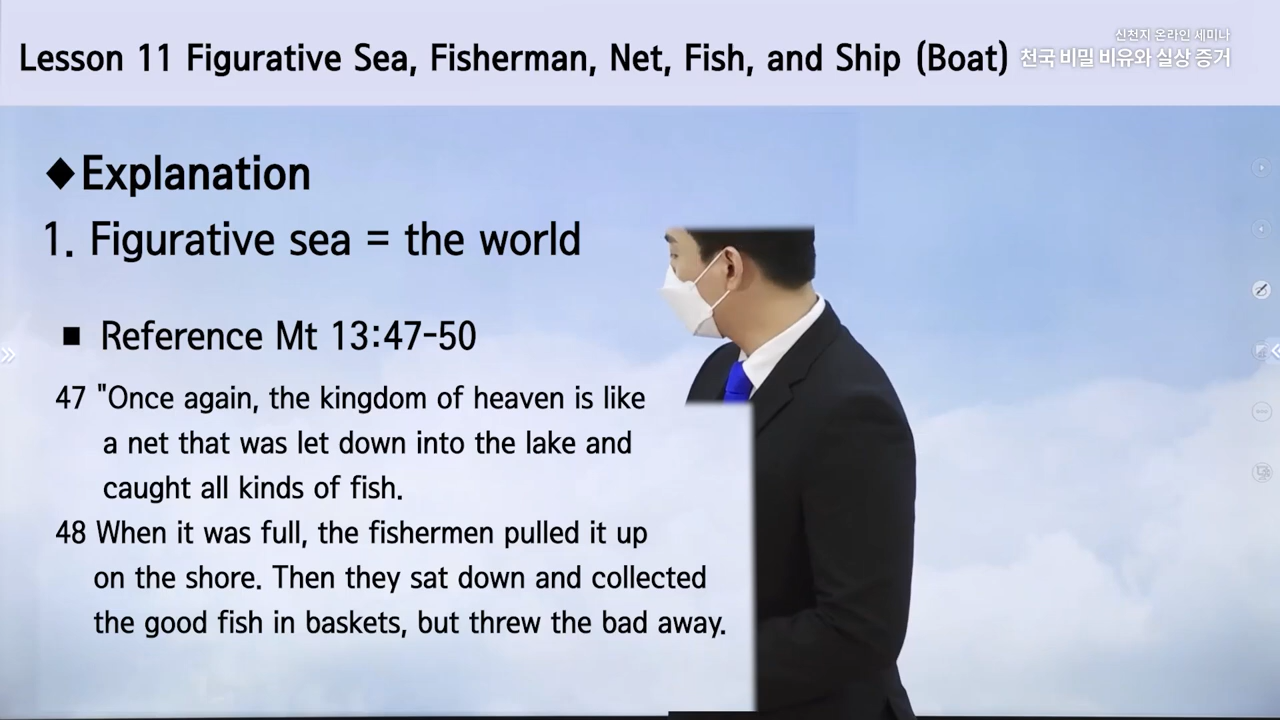 Lesson 11 Figurative Sea, Fisherman, Net, Fish, and Ship (Boat)
신천지 온라인 세미나
천국 비밀 비유와 실상 증거
◆Explanation
1. Figurative sea = the world
■ Reference Mt 13:47-50
47 "Once again, the kingdom of heaven is like
a net that was let down into the lake and
caught all kinds of fish.
48 When it was full, the fishermen pulled it up
on the shore. Then they sat down and collected
the good fish in baskets, but threw the bad away.